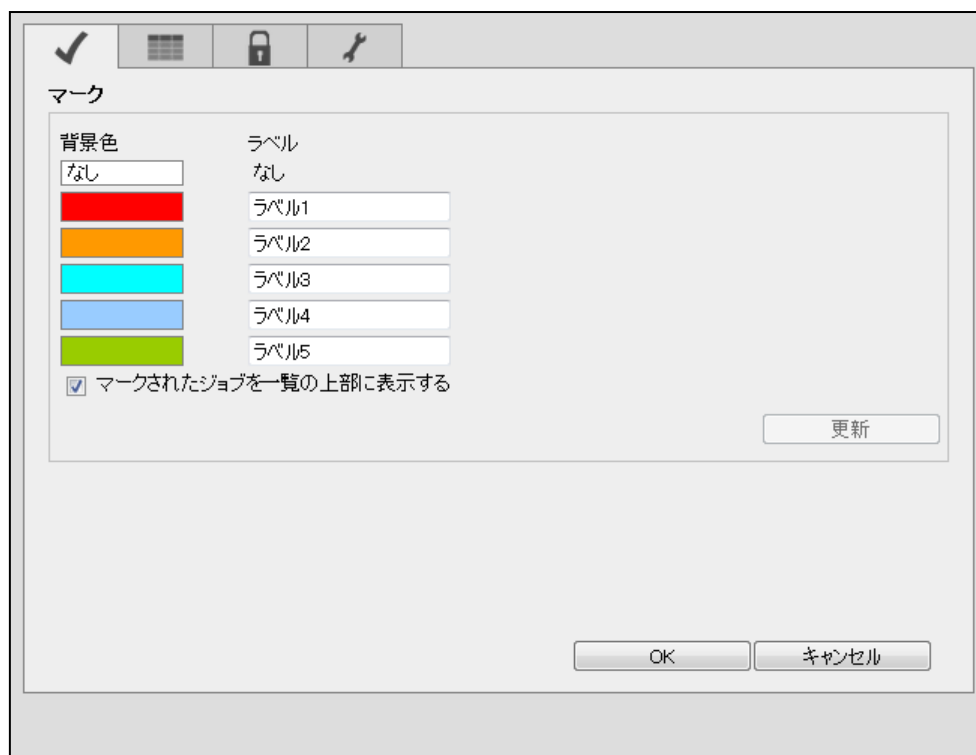 マーク
背景色 ラベル
なし なし
ラベル1
ラベル2
ラベル3
ラベル4
ラベル5
マークされたジョブを一覧の上部に表示する
更新
OK キャンセル